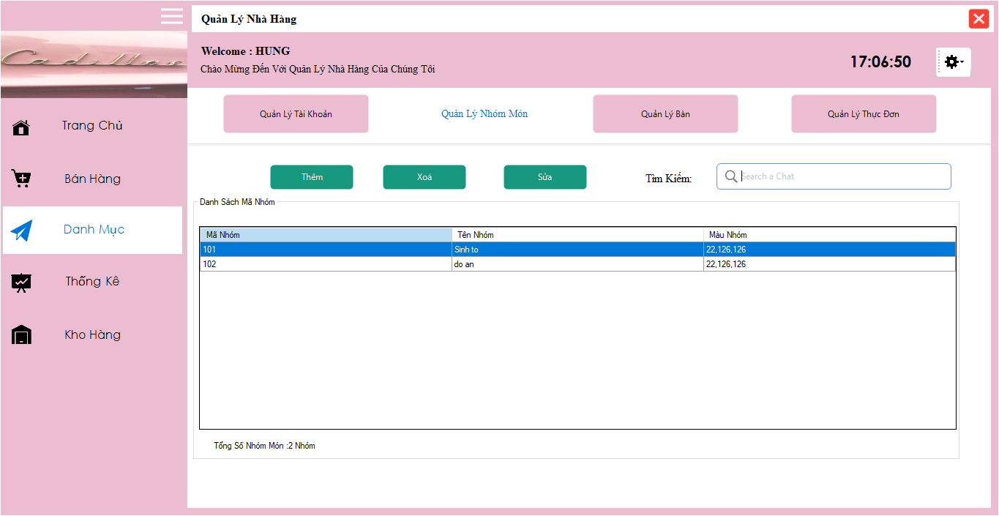 Quản Lý Nhà Hàng
Cadillac
Welcome : HUNG
Chào Mừng Đến Với Quản Lý Nhà Hàng Của Chúng Tôi
17:06:50
Trang Chủ
Bán Hàng
Danh Mục
Thống Kê
Kho Hàng
Quản Lý Tài Khoản
Quản Lý Nhóm Món
Quản Lý Bàn
Quản Lý Thực Đơn
Thêm
Xoá
Sửa
Tìm Kiếm:
Search a Chat
Danh Sách Mã Nhóm
Mã Nhóm Tên Nhóm Màu Nhóm
101 Sinh to 22,126,126
102 do an 22,126,126
Tổng Số Nhóm Món :2 Nhóm